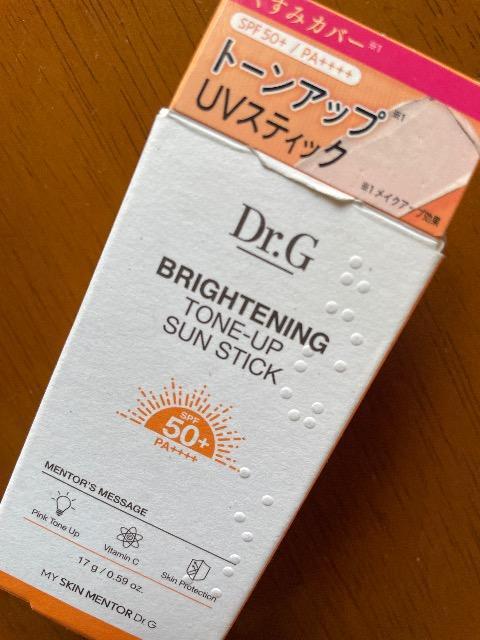 くすみカバー※1
SPF50+ / PA++++
トーンアップ※1
UVスティック
※1 メイクアップ効果
Dr.G
BRIGHTENING
TONE-UP
SUN STICK
SPF
50+
PA++++
MENTOR'S MESSAGE
Pink Tone Up
Vitamin C
Skin Protection
17 g / 0.59 oz.
MY SKIN MENTOR Dr.G